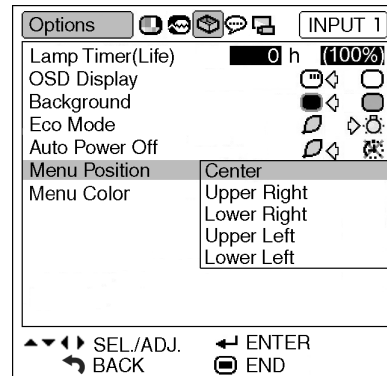 Options INPUT 1
Lamp Timer(Life) 0 h (100%)
OSD Display
Background
Eco Mode
Auto Power Off
Menu Position Center
Menu Color Upper Right
Lower Right
Upper Left
Lower Left
SEL./ADJ. ENTER
BACK END